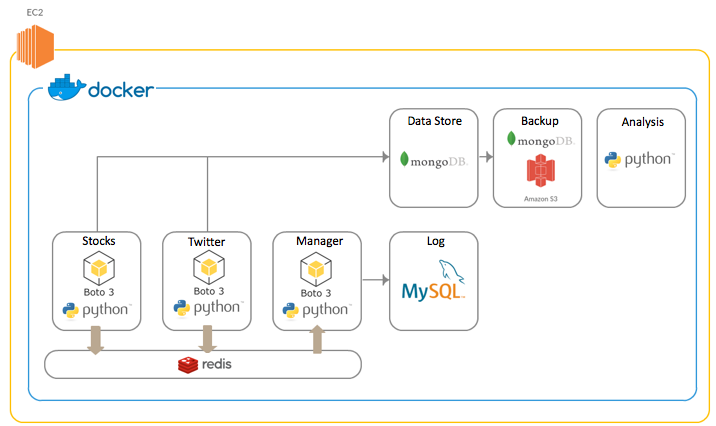 EC2
docker
Data Store
mongoDB.
Backup
mongoDB.
Amazon S3
Analysis
python™
Stocks
Boto 3
python™
Twitter
Boto 3
python™
Manager
Boto 3
python™
Log
MySQL™
redis